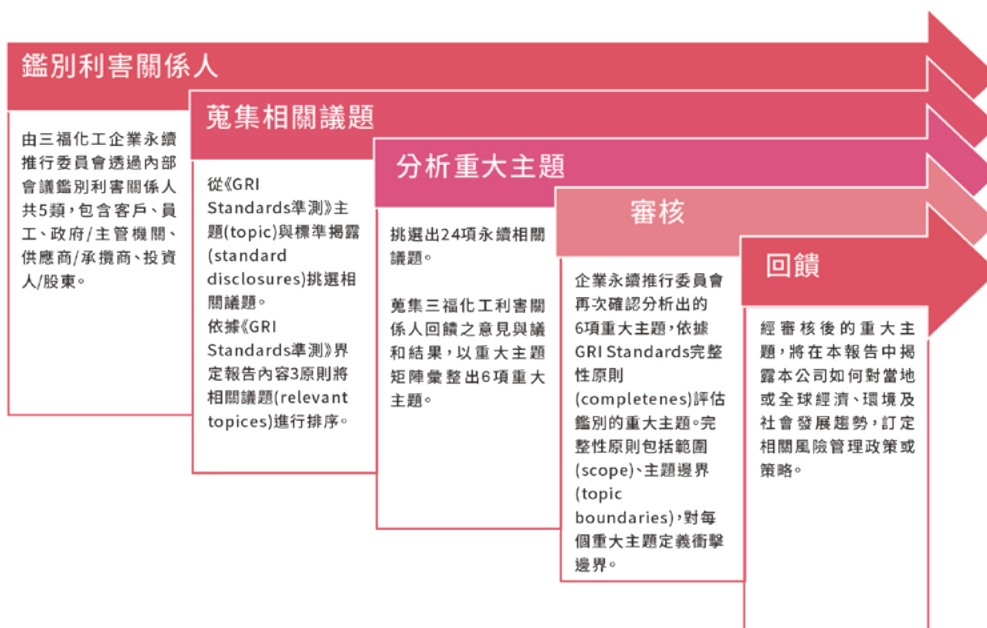 鑑別利害關係人
由三福化工企業永續
推行委員會透過內部
會議鑑別利害關係人
共5類，包含客戶、員
工、政府/主管機關、
供應商/承攬商、投資
人/股東。
蒐集相關議題
從《GRI
Standards準測》主
題(topic)與標準揭露
(standard
disclosures)挑選相
關議題。
依據《GRI
Standards準測》界
定報告內容3原則將
相關議題(relevant
topices)進行排序。
分析重大主題
挑選出24項永續相關
議題。
蒐集三福化工利害關
係人回饋之意見與議
和結果，以重大主題
矩陣彙整出6項重大
主題。
審核
企業永續推行委員會
再次確認分析出的
6項重大主題，依據
GRI Standards完整
性原則
(completenes)評估
鑑別的重大主題。完
整性原則包括範圍
(scope)、主題邊界
(topic
boundaries)，對每
個重大主題定義衝擊
邊界。
回饋
經審核後的重大主
題，將在本報告中揭
露本公司如何對當地
或全球經濟、環境及
社會發展趨勢，訂定
相關風險管理政策或
策略。